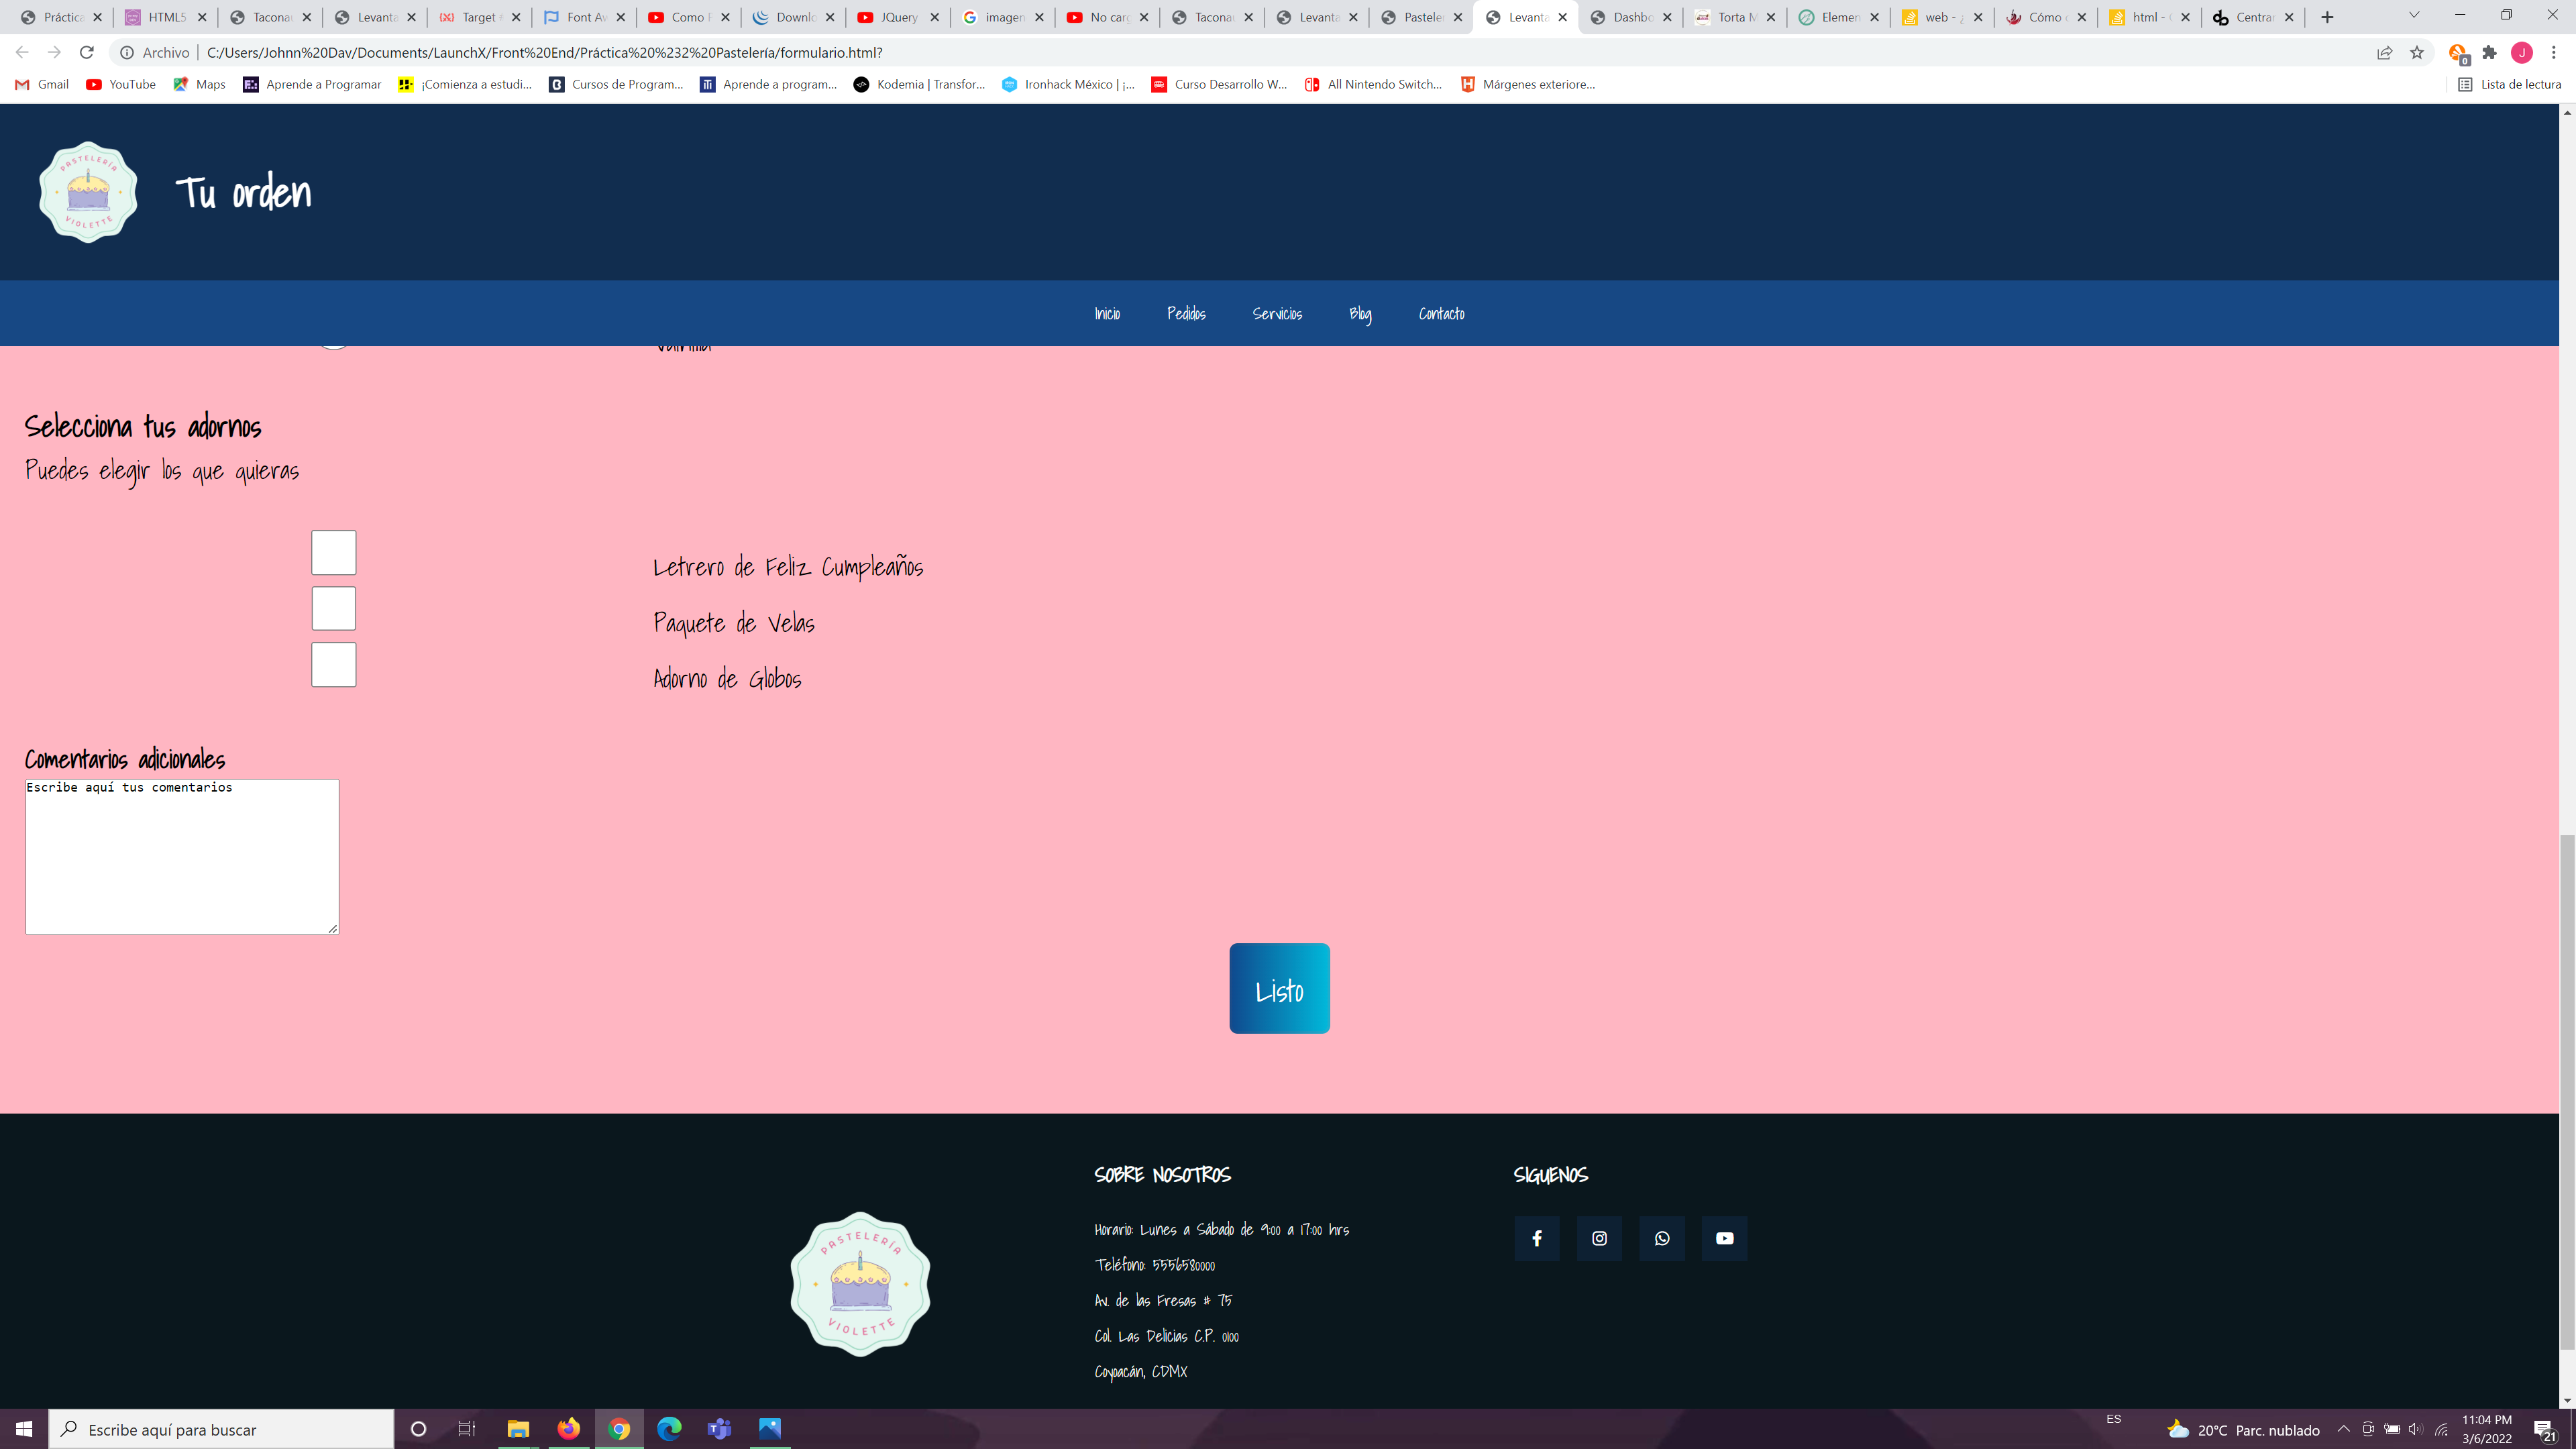 Práctica
HTML5
Taconau
Levanta
Target
Font Aw
Como
Downlo
JQuery
imagen
No carg
Taconau
Levanta
Pasteler
Levanta
Dashbo
Torta M
Elemen
web - ¿
Cómo
html -
Centrar
Archivo
C:/Users/Johnn%20Dav/Documents/LaunchX/Front%20End/Práctica%20%232%20Pastelería/formulario.html?
0
J
Gmail
YouTube
Maps
Aprende a Programar
¡Comienza a estudi...
Cursos de Program...
Aprende a program...
Kodemia | Transfor...
Ironhack México | ¡...
Curso Desarrollo W...
All Nintendo Switch...
Márgenes exteriore...
Lista de lectura
PASTELERÍA
VIOLETTE
Tu orden
Inicio
Pedidos
Servicios
Blog
Contacto
Selecciona tus adornos
Puedes elegir los que quieras
Letrero de Feliz Cumpleaños
Paquete de Velas
Adorno de Globos
Comentarios adicionales
Escribe aquí tus comentarios
Listo
PASTELERÍA
VIOLETTE
SOBRE NOSOTROS
Horario: Lunes a Sábado de 9:00 a 17:00 hrs
Teléfono: 5556580000
Av. de las Fresas # 75
Col. Las Delicias C.P. 0100
Coyoacán, CDMX
SIGUENOS
Escribe aquí para buscar
ES
20°C Parc. nublado
11:04 PM
3/6/2022
21